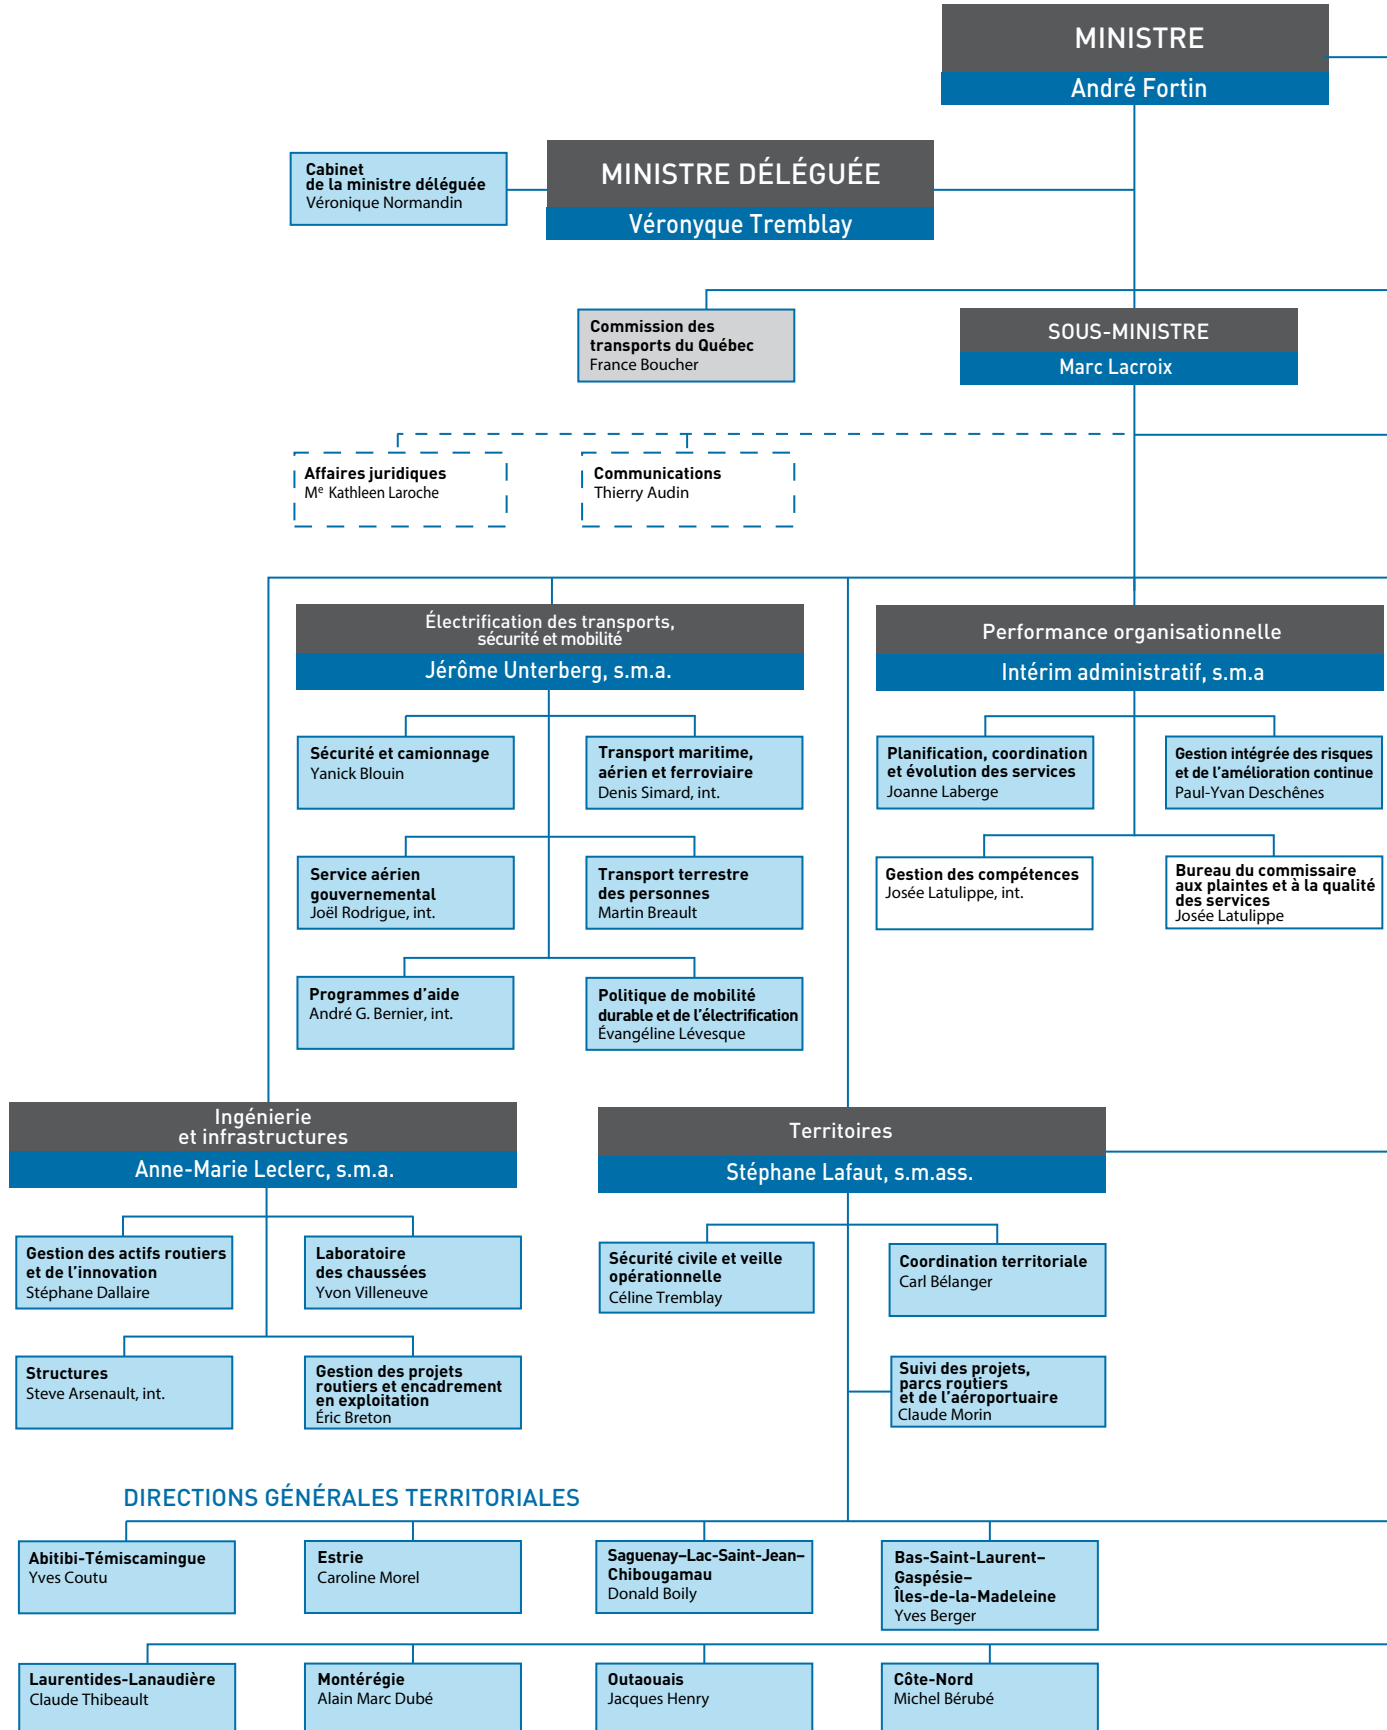 MINISTRE
André Fortin
Cabinet
de la ministre déléguée
Véronique Normandin
MINISTRE DÉLÉGUÉE
Véronyque Tremblay
Commission des
transports du Québec
France Boucher
SOUS-MINISTRE
Marc Lacroix
Affaires juridiques
Me Kathleen Laroche
Communications
Thierry Audin
Électrification des transports,
sécurité et mobilité
Jérôme Unterberg, s.m.a.
Performance organisationnelle
Intérim administratif, s.m.a
Sécurité et camionnage
Yanick Blouin
Transport maritime,
aérien et ferroviaire
Denis Simard, int.
Planification, coordination
et évolution des services
Joanne Laberge
Gestion intégrée des risques
et de l'amélioration continue
Paul-Yvan Deschênes
Service aérien
gouvernemental
Joël Rodrigue, int.
Transport terrestre
des personnes
Martin Breault
Gestion des compétences
Josée Latulippe, int.
Bureau du commissaire
aux plaintes et à la qualité
des services
Josée Latulippe
Programmes d'aide
André G. Bernier, int.
Politique de mobilité
durable et de l'électrification
Évangéline Lévesque
Ingénierie
et infrastructures
Anne-Marie Leclerc, s.m.a.
Territoires
Stéphane Lafaut, s.m.ass.
Gestion des actifs routiers
et de l'innovation
Stéphane Dallaire
Laboratoire
des chaussées
Yvon Villeneuve
Sécurité civile et veille
opérationnelle
Céline Tremblay
Coordination territoriale
Carl Bélanger
Structures
Steve Arsenault, int.
Gestion des projets
routiers et encadrement
en exploitation
Éric Breton
Suivi des projets,
parcs routiers
et de l'aéroportuaire
Claude Morin
DIRECTIONS GÉNÉRALES TERRITORIALES
Abitibi-Témiscamingue
Yves Coutu
Estrie
Caroline Morel
Saguenay–Lac-Saint-Jean–
Chibougamau
Donald Boily
Bas-Saint-Laurent–
Gaspésie–
Îles-de-la-Madeleine
Yves Berger
Laurentides-Lanaudière
Claude Thibeault
Montérégie
Alain Marc Dubé
Outaouais
Jacques Henry
Côte-Nord
Michel Bérubé